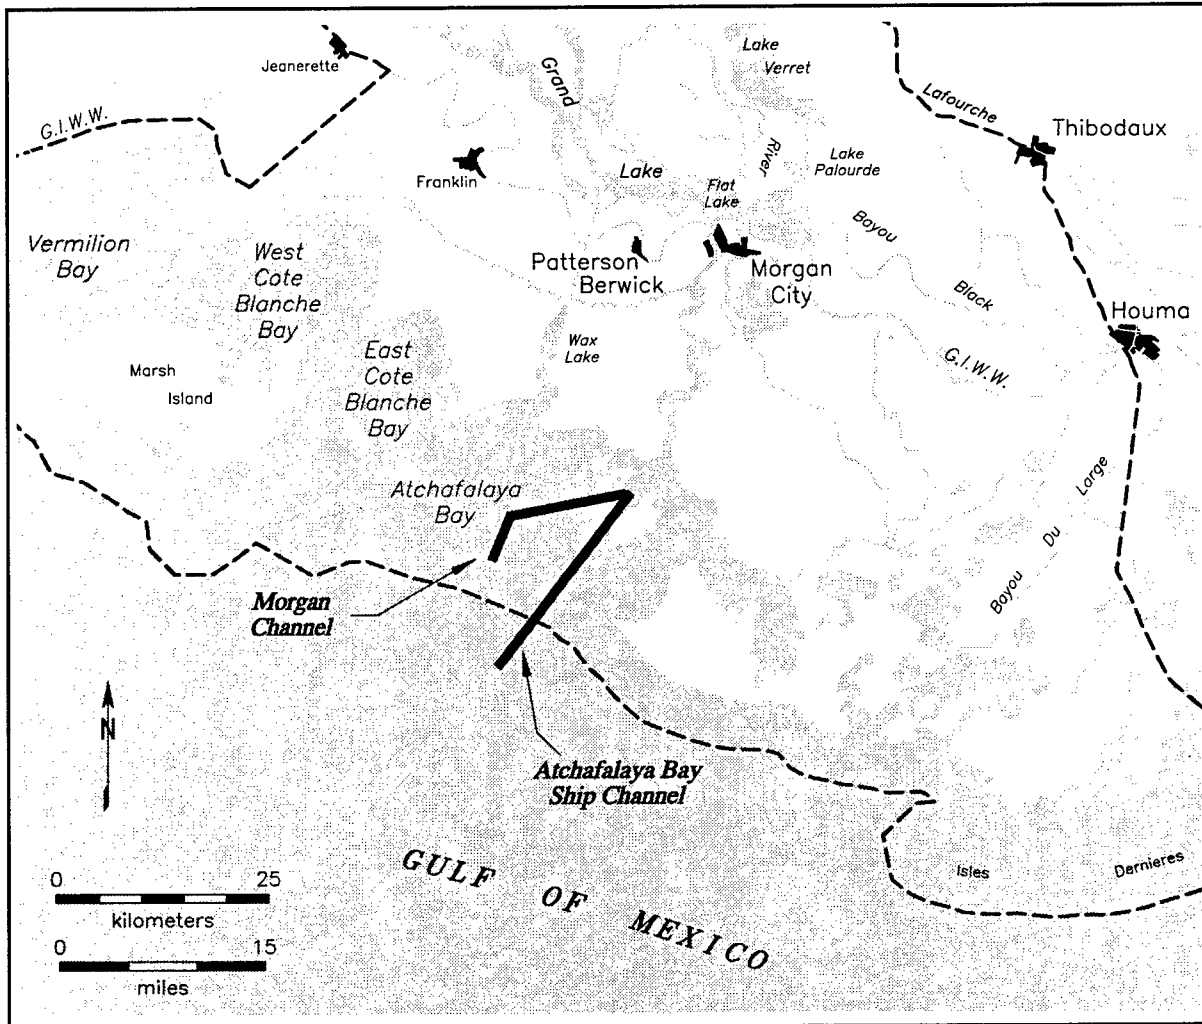 Jeanerette
G.I.W.W.
Grand
Lake
Verret
Lafourche
Thibodaux
Franklin
Lake
River
Lake
Palourde
Flat
Lake
Bayou
Vermilion
Bay
West
Cote
Blanche
Bay
Patterson
Berwick
Morgan
City
Black
Houma
Wax
Lake
G.I.W.W.
East
Cote
Blanche
Bay
Marsh
Island
Atchafalaya
Bay
Large
Du
Bayou
Morgan
Channel
N
Atchafalaya Bay
Ship Channel
GULF OF MEXICO
Isles Dernieres
0 25
kilometers
0 15
miles